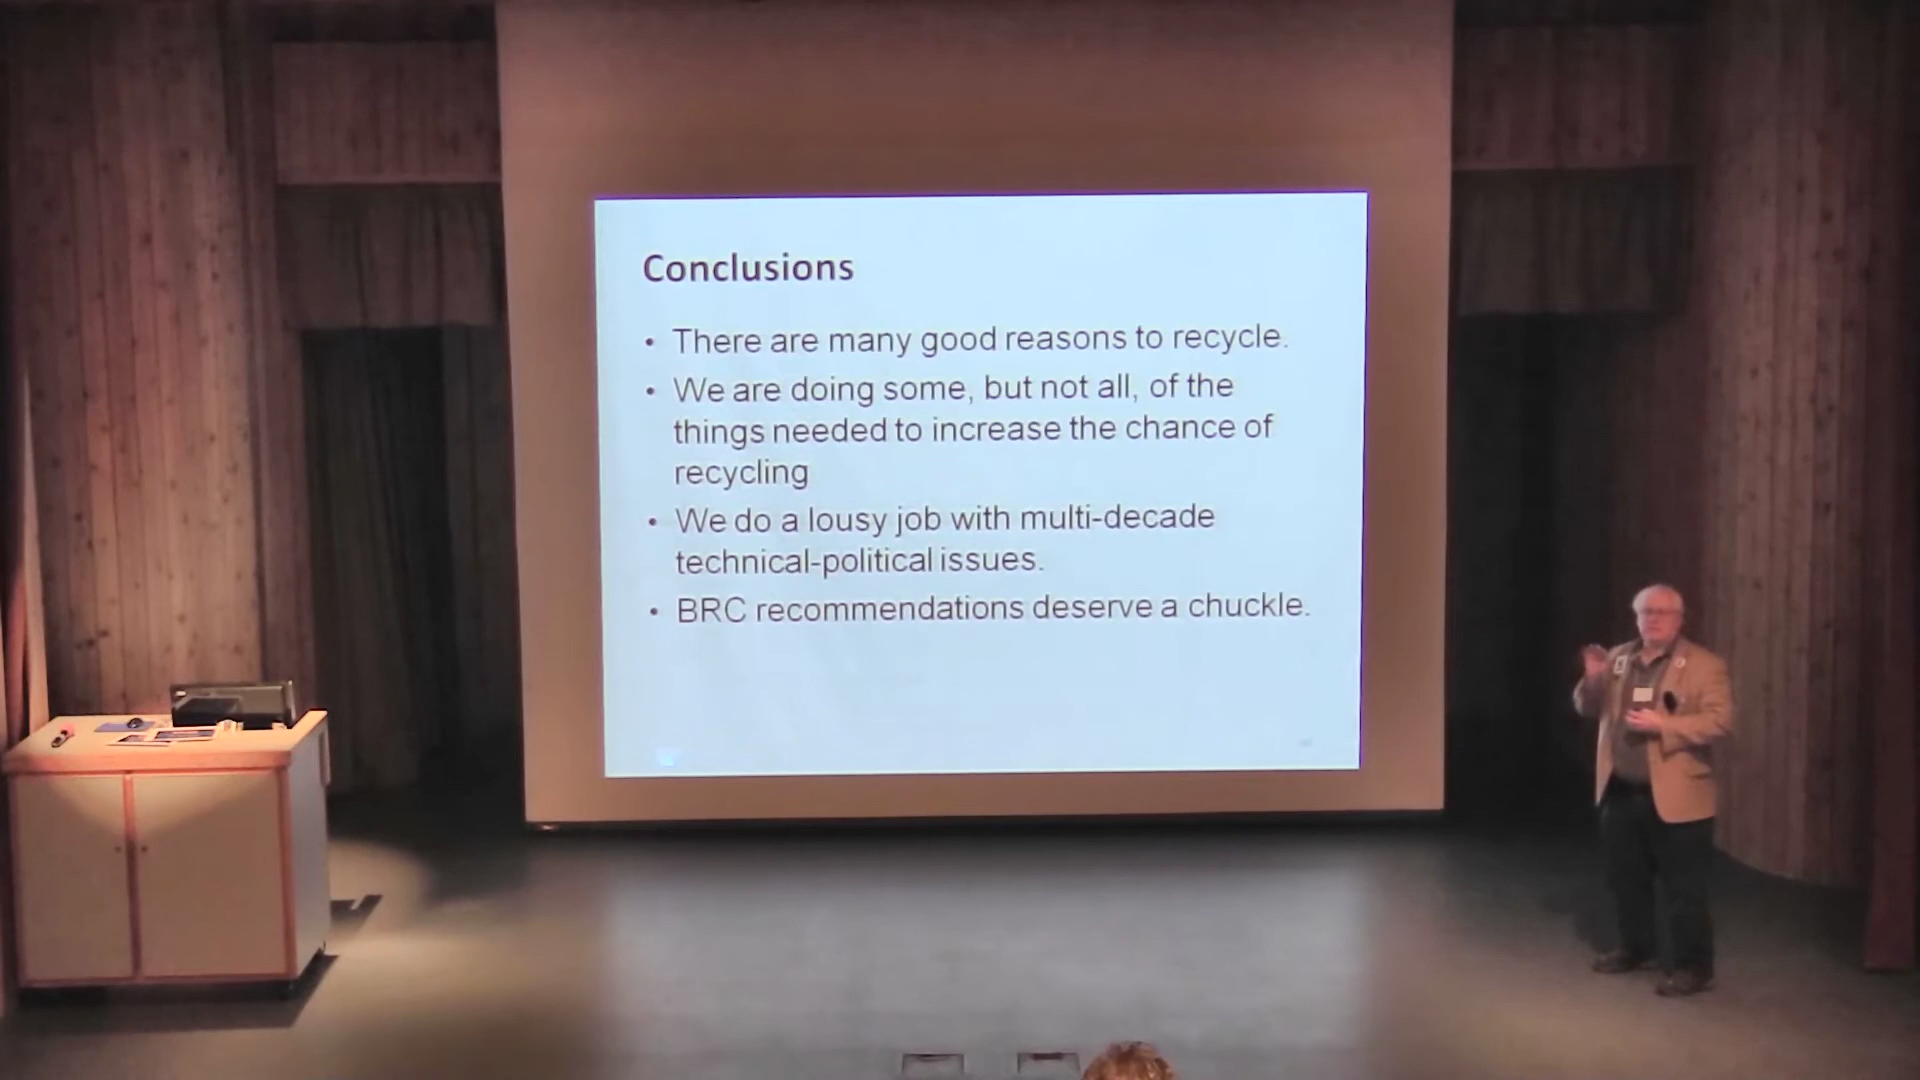 Conclusions
• There are many good reasons to recycle.
• We are doing some, but not all, of the
things needed to increase the chance of
recycling
• We do a lousy job with multi-decade
technical-political issues.
• BRC recommendations deserve a chuckle.